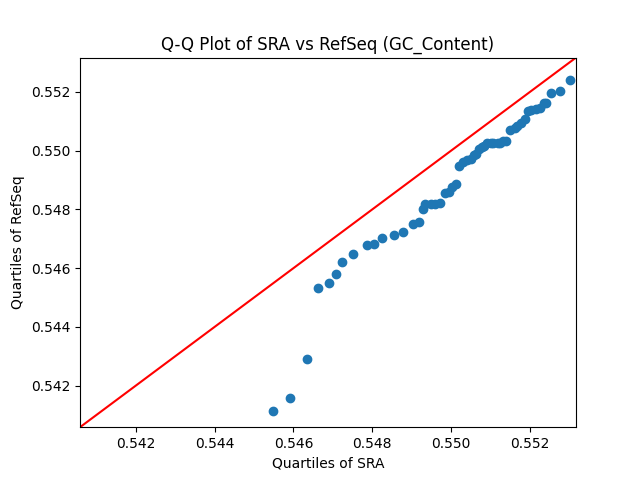 Q-Q Plot of SRA vs RefSeq (GC_Content)
Quartiles of RefSeq
0.552
0.550
0.548
0.546
0.544
0.542
0.542 0.544 0.546 0.548 0.550 0.552
Quartiles of SRA